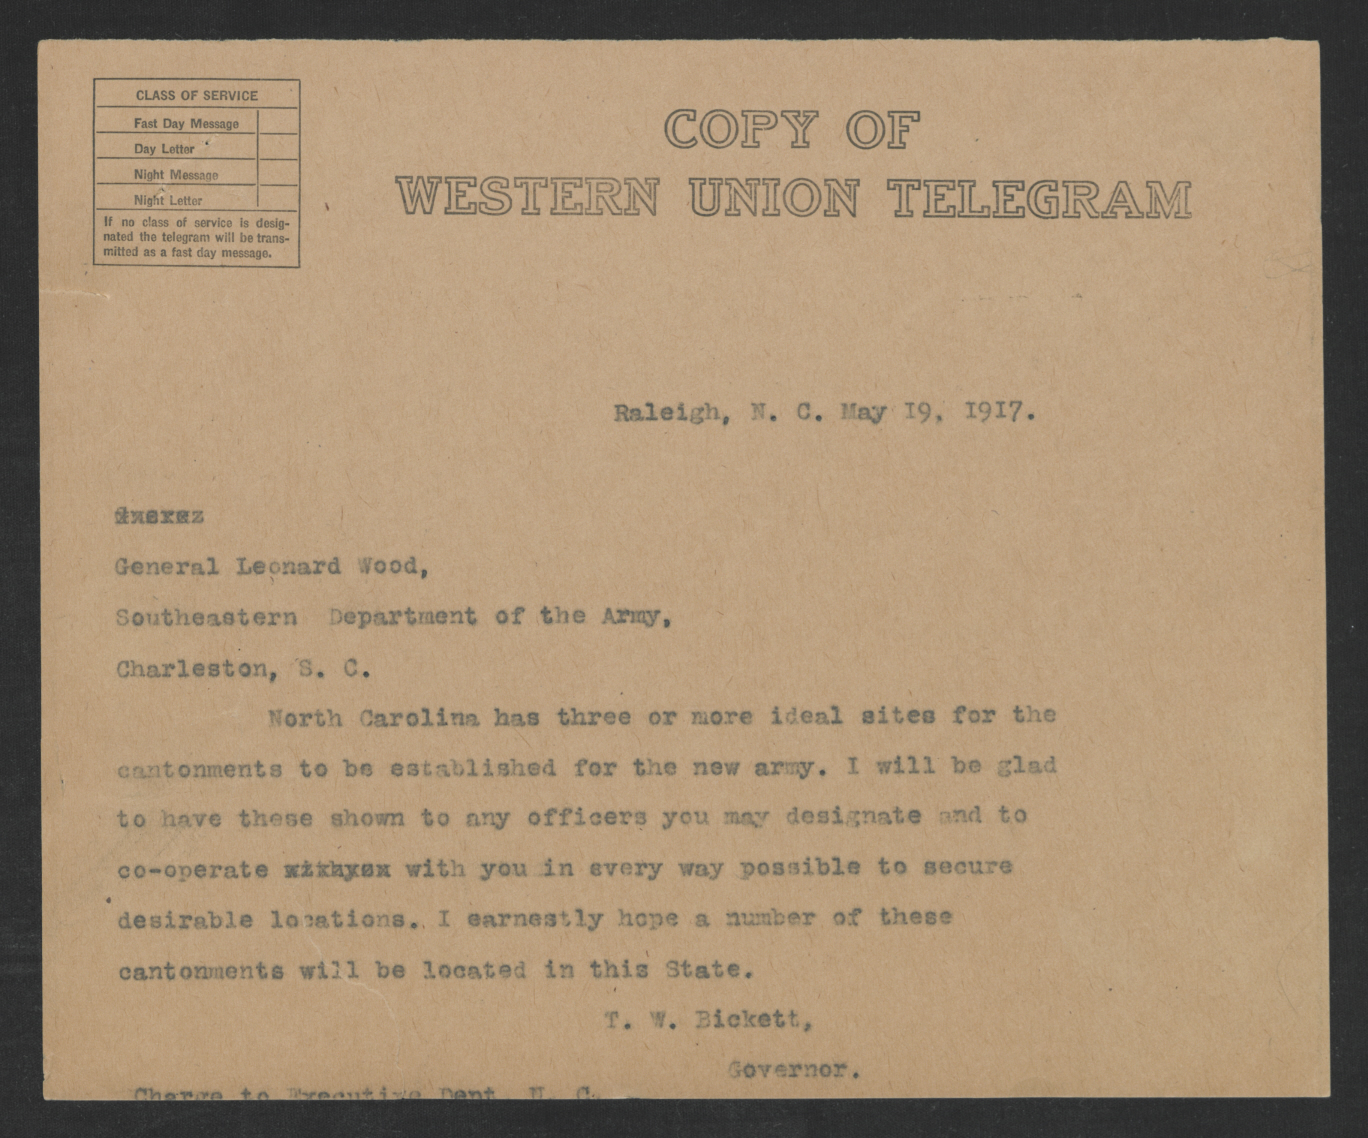 CLASS OF SERVICE
Fast Day Message
Day Letter
Night Message
Night Letter
If no class of service is desig-
nated the telegram will be trans-
mitted as a fast day message.
COPY OF
WESTERN UNION TELEGRAM
Raleigh, N. C. May 19, 1917.
General Leonard Wood,
Southeastern Department of the Army,
Charleston, S. C.
North Carolina has three or more ideal sites for the
cantonments to be established for the new army. I will be glad
to have these shown to any officers you may designate and to
co-operate with you in every way possible to secure
desirable locations. I earnestly hope a number of these
cantonments will be located in this State.
T. W. Bickett,
Governor.
Charge to Executive Dept. N. C.